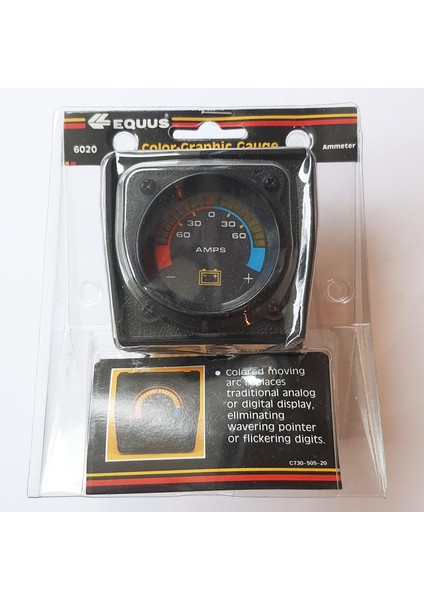 EQUUS
6020
Color-Graphic Gauge
Ammeter
30 0 30
60 60
AMPS
- +
- +
• Colored moving
arc replaces
traditional analog
or digital display,
eliminating
wavering pointer
or flickering digits.
C730-505-20